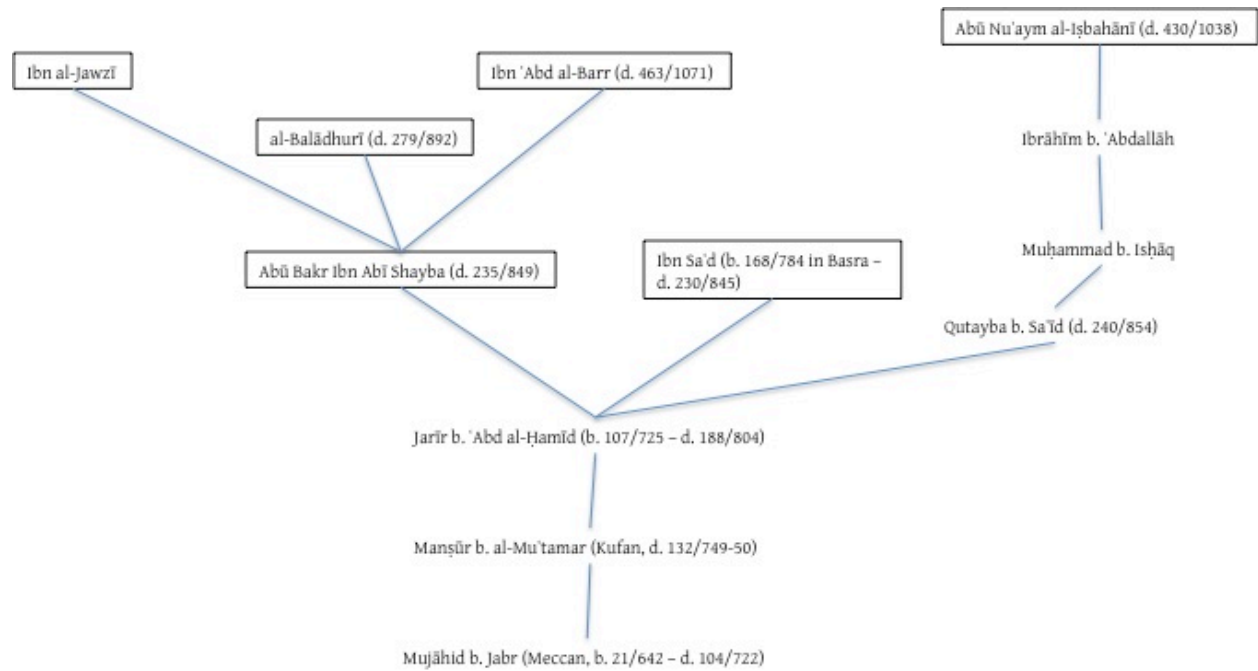 Abū Nuʿaym al-Iṣbahānī (d. 430/1038)
Ibn al-Jawzī
Ibn ʿAbd al-Barr (d. 463/1071)
al-Balādhurī (d. 279/892)
Ibrāhīm b. ʿAbdallāh
Abū Bakr Ibn Abī Shayba (d. 235/849)
Ibn Saʿd (b. 168/784 in Basra –
d. 230/845)
Muḥammad b. Isḥāq
Qutayba b. Saʿīd (d. 240/854)
Jarīr b. ʿAbd al-Ḥamīd (b. 107/725 – d. 188/804)
Manṣūr b. al-Muʿtamar (Kufan, d. 132/749-50)
Mujāhid b. Jabr (Meccan, b. 21/642 – d. 104/722)